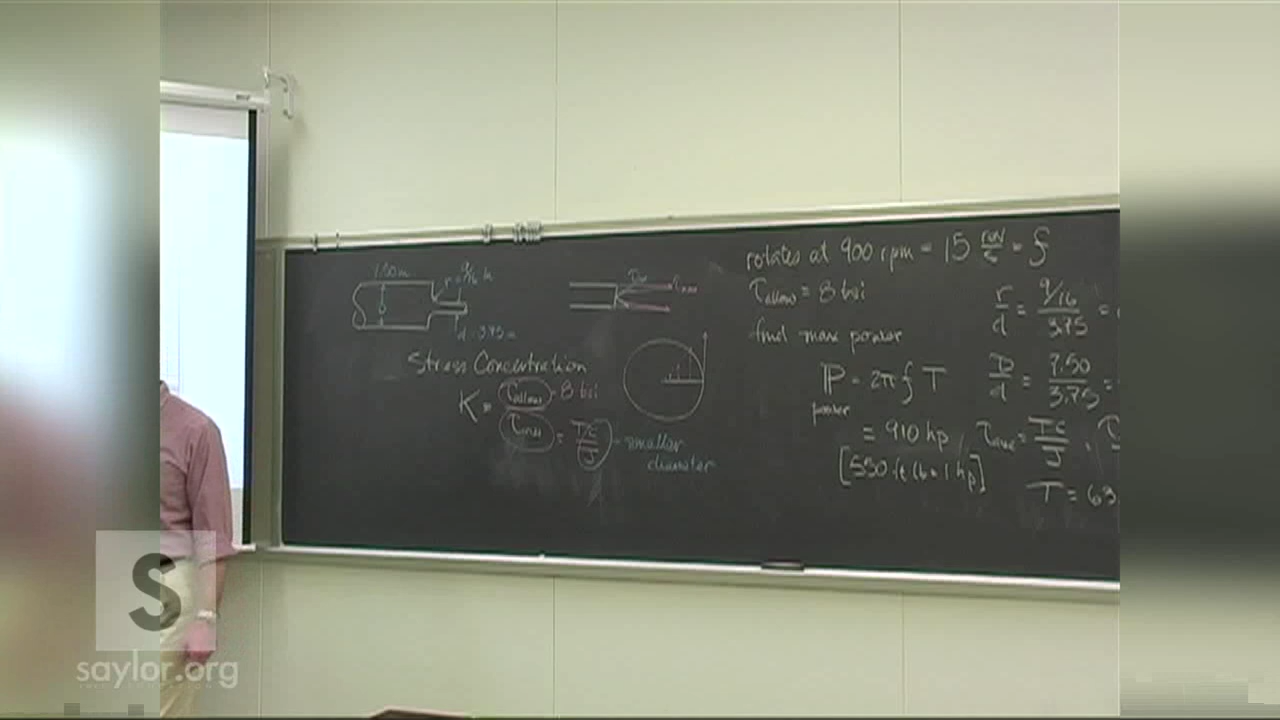 7.50 in
r = 9/16 in
d = 3.75
Stress Concentration
K = τallow = 8 ksi
τmax = Tc/J
smaller
diameter
rotates at 900 rpm = 15 rev/s = f
τallow = 8 ksi
find max power
P = 2π f T
power
= 910 hp
[550 ft lb = 1 hp]
r/d = 9/16 / 3.75 =
D/d = 7.50 / 3.75 =
= Tc/J
T = 63.
saylor.org